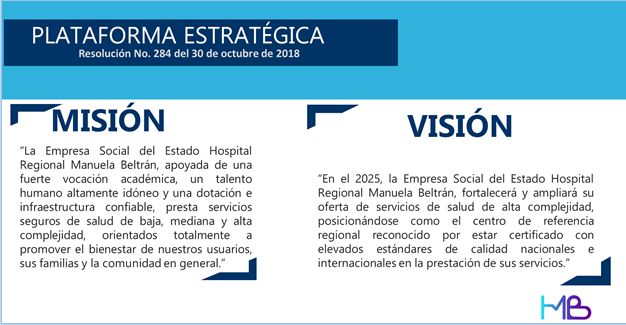 PLATAFORMA ESTRATÉGICA
Resolución No. 284 del 30 de octubre de 2018
MISIÓN
“La Empresa Social del Estado Hospital
Regional Manuela Beltrán, apoyada de una
fuerte vocación académica, un talento
humano altamente idóneo y una dotación e
infraestructura confiable, presta servicios
seguros de salud de baja, mediana y alta
complejidad, orientados totalmente a
promover el bienestar de nuestros usuarios,
sus familias y la comunidad en general.”
VISIÓN
“En el 2025, la Empresa Social del Estado Hospital
Regional Manuela Beltrán, fortalecerá y ampliará su
oferta de servicios de salud de alta complejidad,
posicionándose como el centro de referencia
regional reconocido por estar certificado con
elevados estándares de calidad nacionales e
internacionales en la prestación de sus servicios.”
HMB